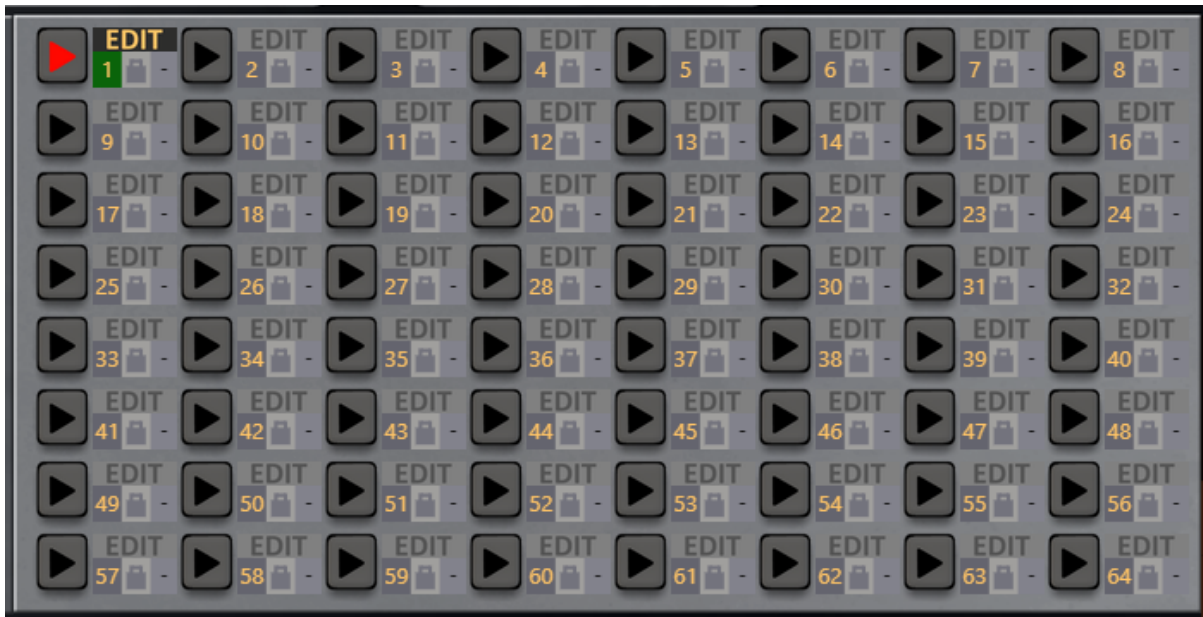 EDIT EDIT EDIT EDIT EDIT EDIT EDIT EDIT
1 - 2 - 3 - 4 - 5 - 6 - 7 - 8 -
EDIT EDIT EDIT EDIT EDIT EDIT EDIT EDIT
9 - 10 - 11 - 12 - 13 - 14 - 15 - 16 -
EDIT EDIT EDIT EDIT EDIT EDIT EDIT EDIT
17 - 18 - 19 - 20 - 21 - 22 - 23 - 24 -
EDIT EDIT EDIT EDIT EDIT EDIT EDIT EDIT
25 - 26 - 27 - 28 - 29 - 30 - 31 - 32 -
EDIT EDIT EDIT EDIT EDIT EDIT EDIT EDIT
33 - 34 - 35 - 36 - 37 - 38 - 39 - 40 -
EDIT EDIT EDIT EDIT EDIT EDIT EDIT EDIT
41 - 42 - 43 - 44 - 45 - 46 - 47 - 48 -
EDIT EDIT EDIT EDIT EDIT EDIT EDIT EDIT
49 - 50 - 51 - 52 - 53 - 54 - 55 - 56 -
EDIT EDIT EDIT EDIT EDIT EDIT EDIT EDIT
57 - 58 - 59 - 60 - 61 - 62 - 63 - 64 -